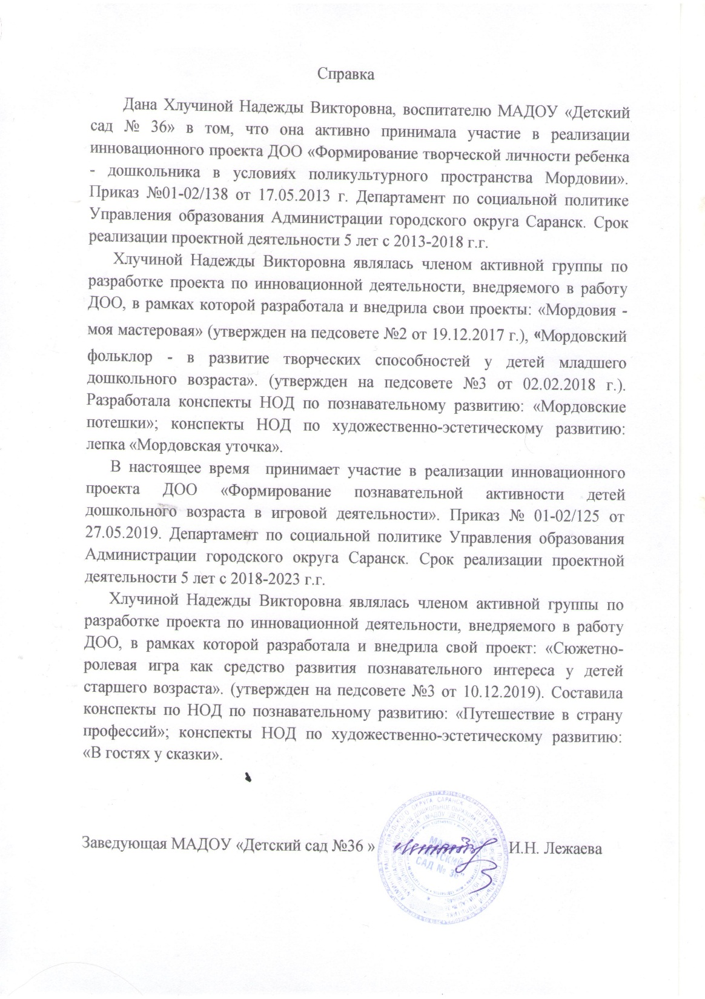 Справка
Дана Хлучиной Надежды Викторовна, воспитателю МАДОУ «Детский
сад № 36» в том, что она активно принимала участие в реализации
инновационного проекта ДОО «Формирование творческой личности ребенка
- дошкольника в условиях поликультурного пространства Мордовии».
Приказ №01-02/138 от 17.05.2013 г. Департамент по социальной политике
Управления образования Администрации городского округа Саранск. Срок
реализации проектной деятельности 5 лет с 2013-2018 г.г.
Хлучиной Надежды Викторовна являлась членом активной группы по
разработке проекта по инновационной деятельности, внедряемого в работу
ДОО, в рамках которой разработала и внедрила свои проекты: «Мордовия -
моя мастеровая» (утвержден на педсовете №2 от 19.12.2017 г.), «Мордовский
фольклор - в развитие творческих способностей у детей младшего
дошкольного возраста». (утвержден на педсовете №3 от 02.02.2018 г.).
Разработала конспекты НОД по познавательному развитию: «Мордовские
потешки»; конспекты НОД по художественно-эстетическому развитию:
лепка «Мордовская уточка».
В настоящее время принимает участие в реализации инновационного
проекта ДОО «Формирование познавательной активности детей
дошкольного возраста в игровой деятельности». Приказ № 01-02/125 от
27.05.2019. Департамент по социальной политике Управления образования
Администрации городского округа Саранск. Срок реализации проектной
деятельности 5 лет с 2018-2023 г.г.
Хлучиной Надежды Викторовна являлась членом активной группы по
разработке проекта по инновационной деятельности, внедряемого в работу
ДОО, в рамках которой разработала и внедрила свой проект: «Сюжетно-
ролевая игра как средство развития познавательного интереса у детей
старшего возраста». (утвержден на педсовете №3 от 10.12.2019). Составила
конспекты по НОД по познавательному развитию: «Путешествие в страну
профессий»; конспекты НОД по художественно-эстетическому развитию:
«В гостях у сказки».
Заведующая МАДОУ «Детский сад №36 » И.Н. Лежаева
САД № 36"